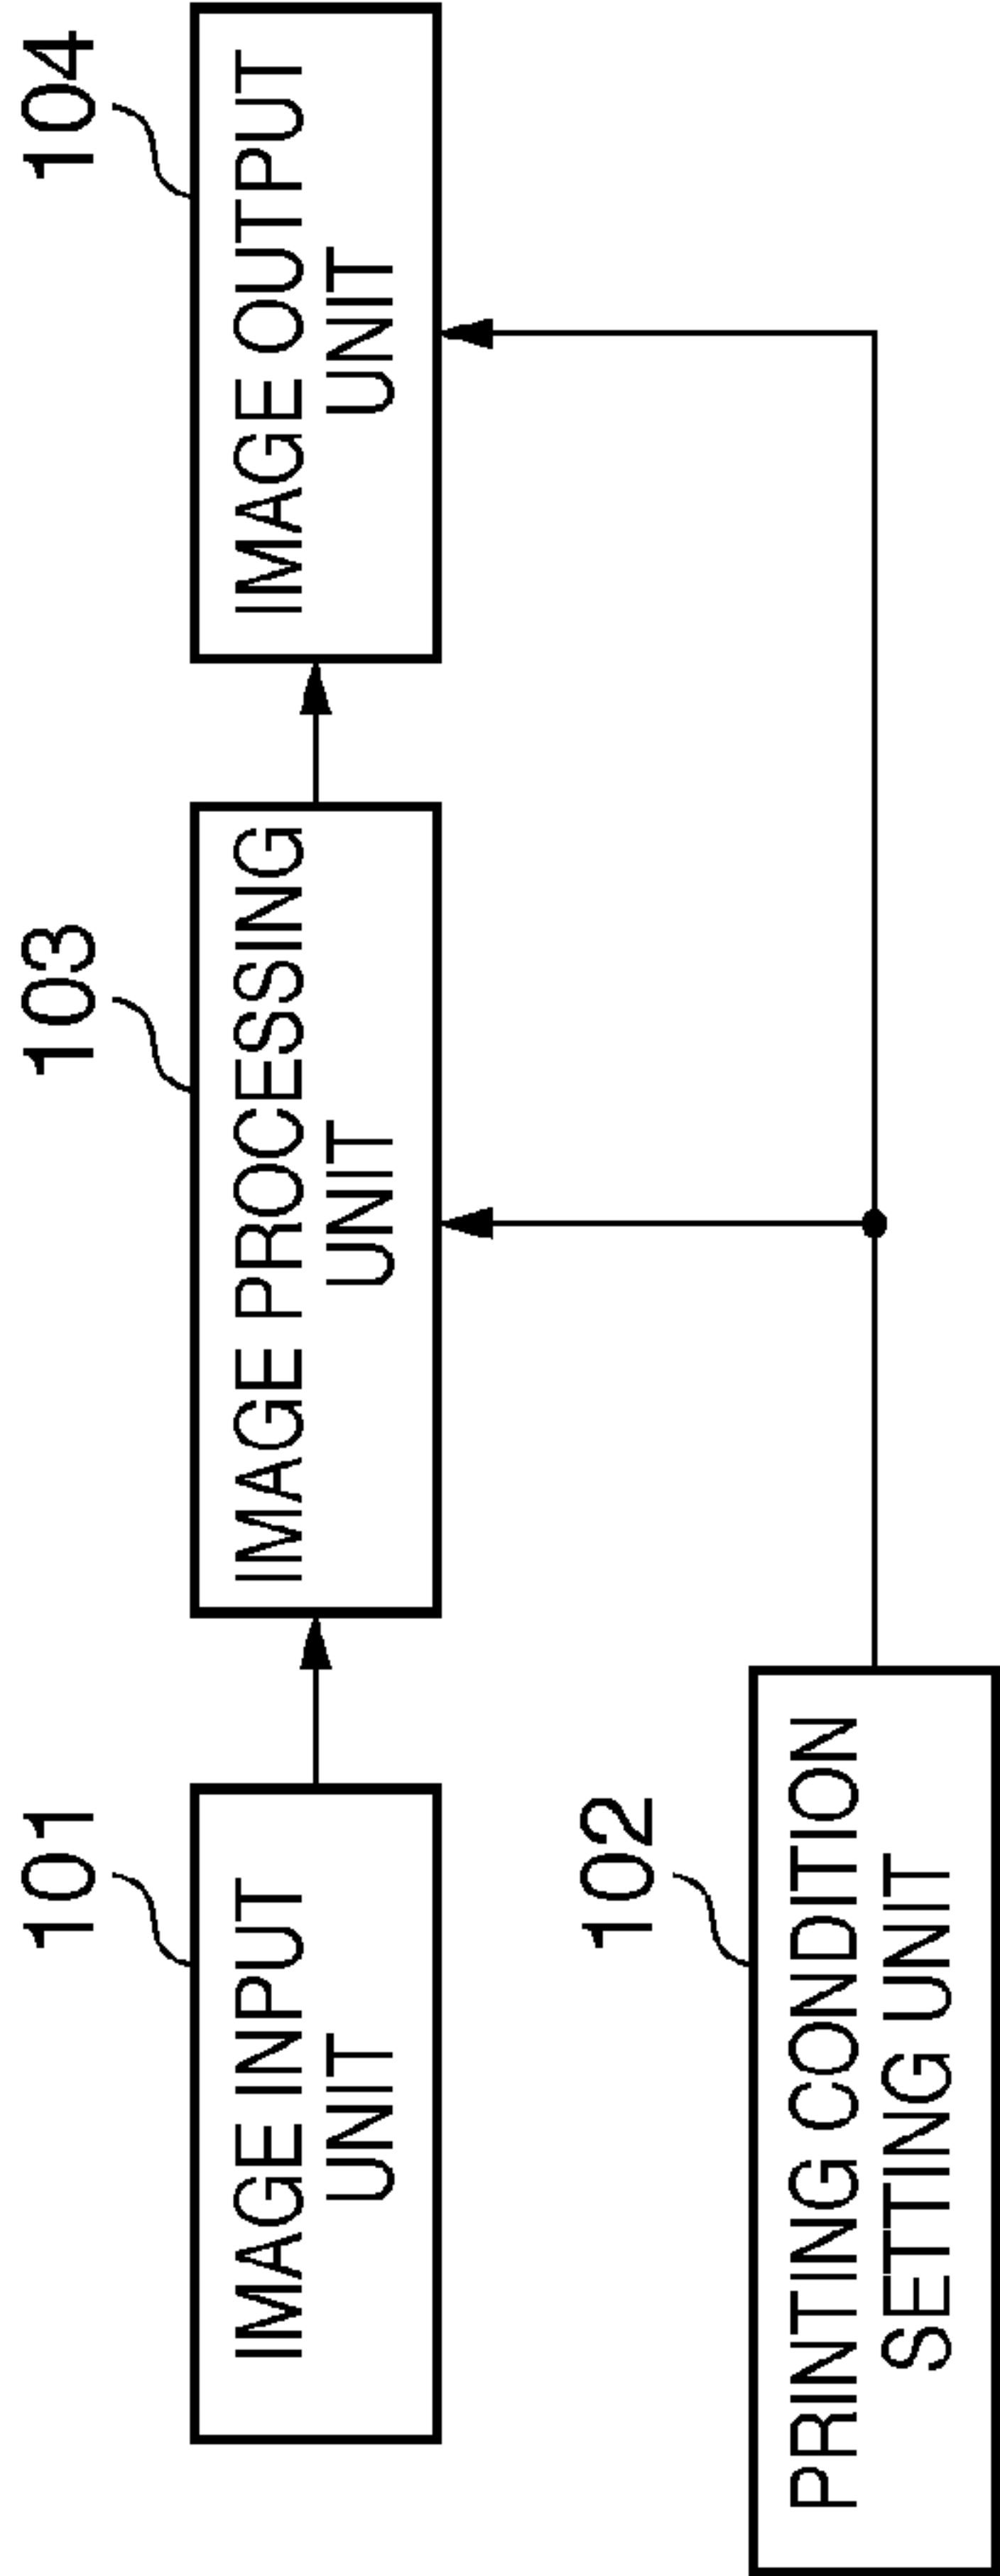 101
IMAGE INPUT
UNIT
103
IMAGE PROCESSING
UNIT
104
IMAGE OUTPUT
UNIT
102
PRINTING CONDITION
SETTING UNIT